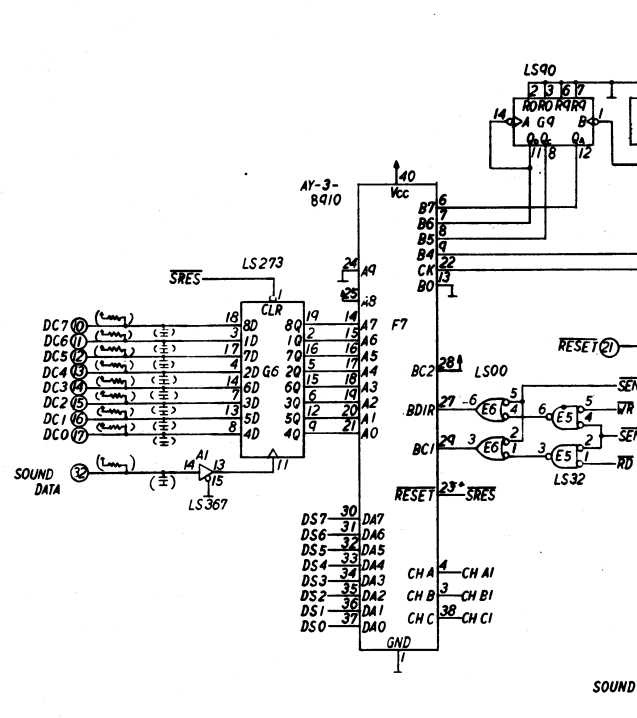 LS90
2 3 6 7
R0 R0 R9 R9
14 A G9 B 1
QD QC QA
11 8 12
AY-3-
8910
40
Vcc
B7 6
B6 7
B5 8
B4 9
CK 22
B0 13
24 A9
25 A8
LS273
SRES
1
CLR
F7
DC7 10 18 8D 8Q 19 14 A7
DC6 11 3 1D 1Q 2 15 A6
DC5 12 17 7D 7Q 16 16 A5
DC4 13 4 2D G6 2Q 5 17 A4
DC3 14 14 6D 6Q 15 18 A3
DC2 15 7 3D 3Q 6 19 A2
DC1 16 13 5D 5Q 12 20 A1
DC0 17 8 4D 4Q 9 21 A0
11
SOUND
DATA
32
14 A1 13
15
LS367
RESET 21
BC2 28
LS00
BDIR 27 6 E6 5 4
6 E5 5 4
WR
BC1 29 3 E6 2 1
3 E5 2 1
RD
LS32
RESET 23 SRES
DS7 30 DA7
DS6 31 DA6
DS5 32 DA5
DS4 33 DA4
DS3 34 DA3
DS2 35 DA2
DS1 36 DA1
DS0 37 DA0
CH A 4 CH A1
CH B 3 CH B1
CH C 38 CH C1
GND
1
SOUND